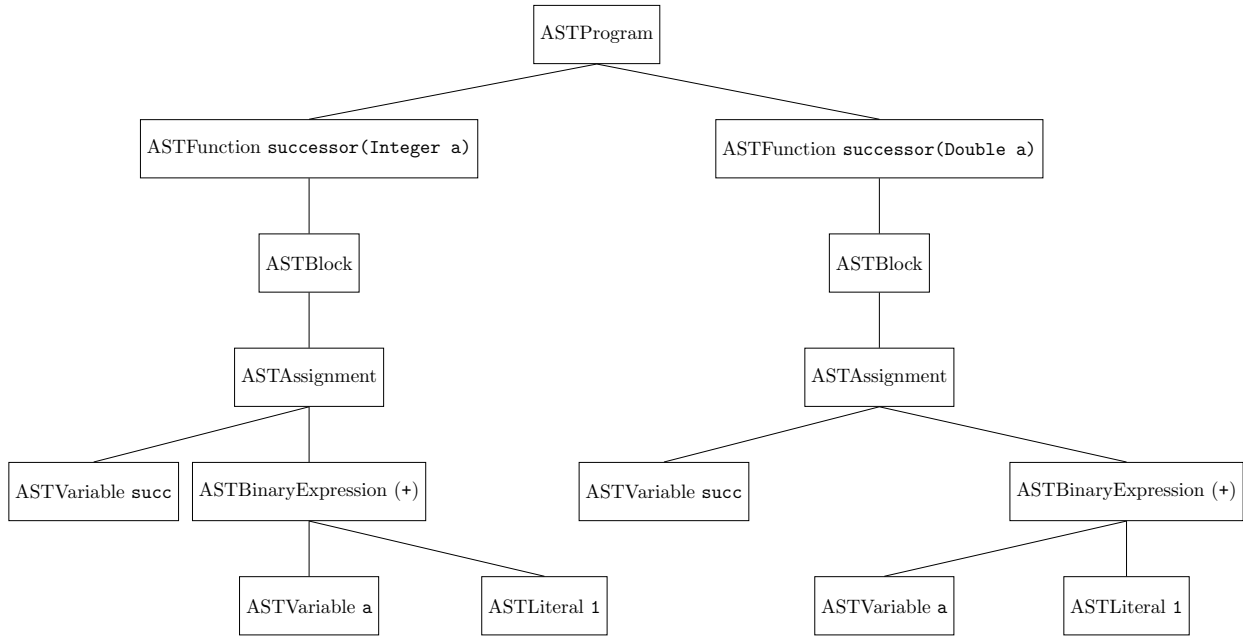 ASTProgram
ASTFunction successor(Integer a)
ASTFunction successor(Double a)
ASTBlock
ASTBlock
ASTAssignment
ASTAssignment
ASTVariable succ
ASTBinaryExpression (+)
ASTVariable succ
ASTBinaryExpression (+)
ASTVariable a
ASTLiteral 1
ASTVariable a
ASTLiteral 1